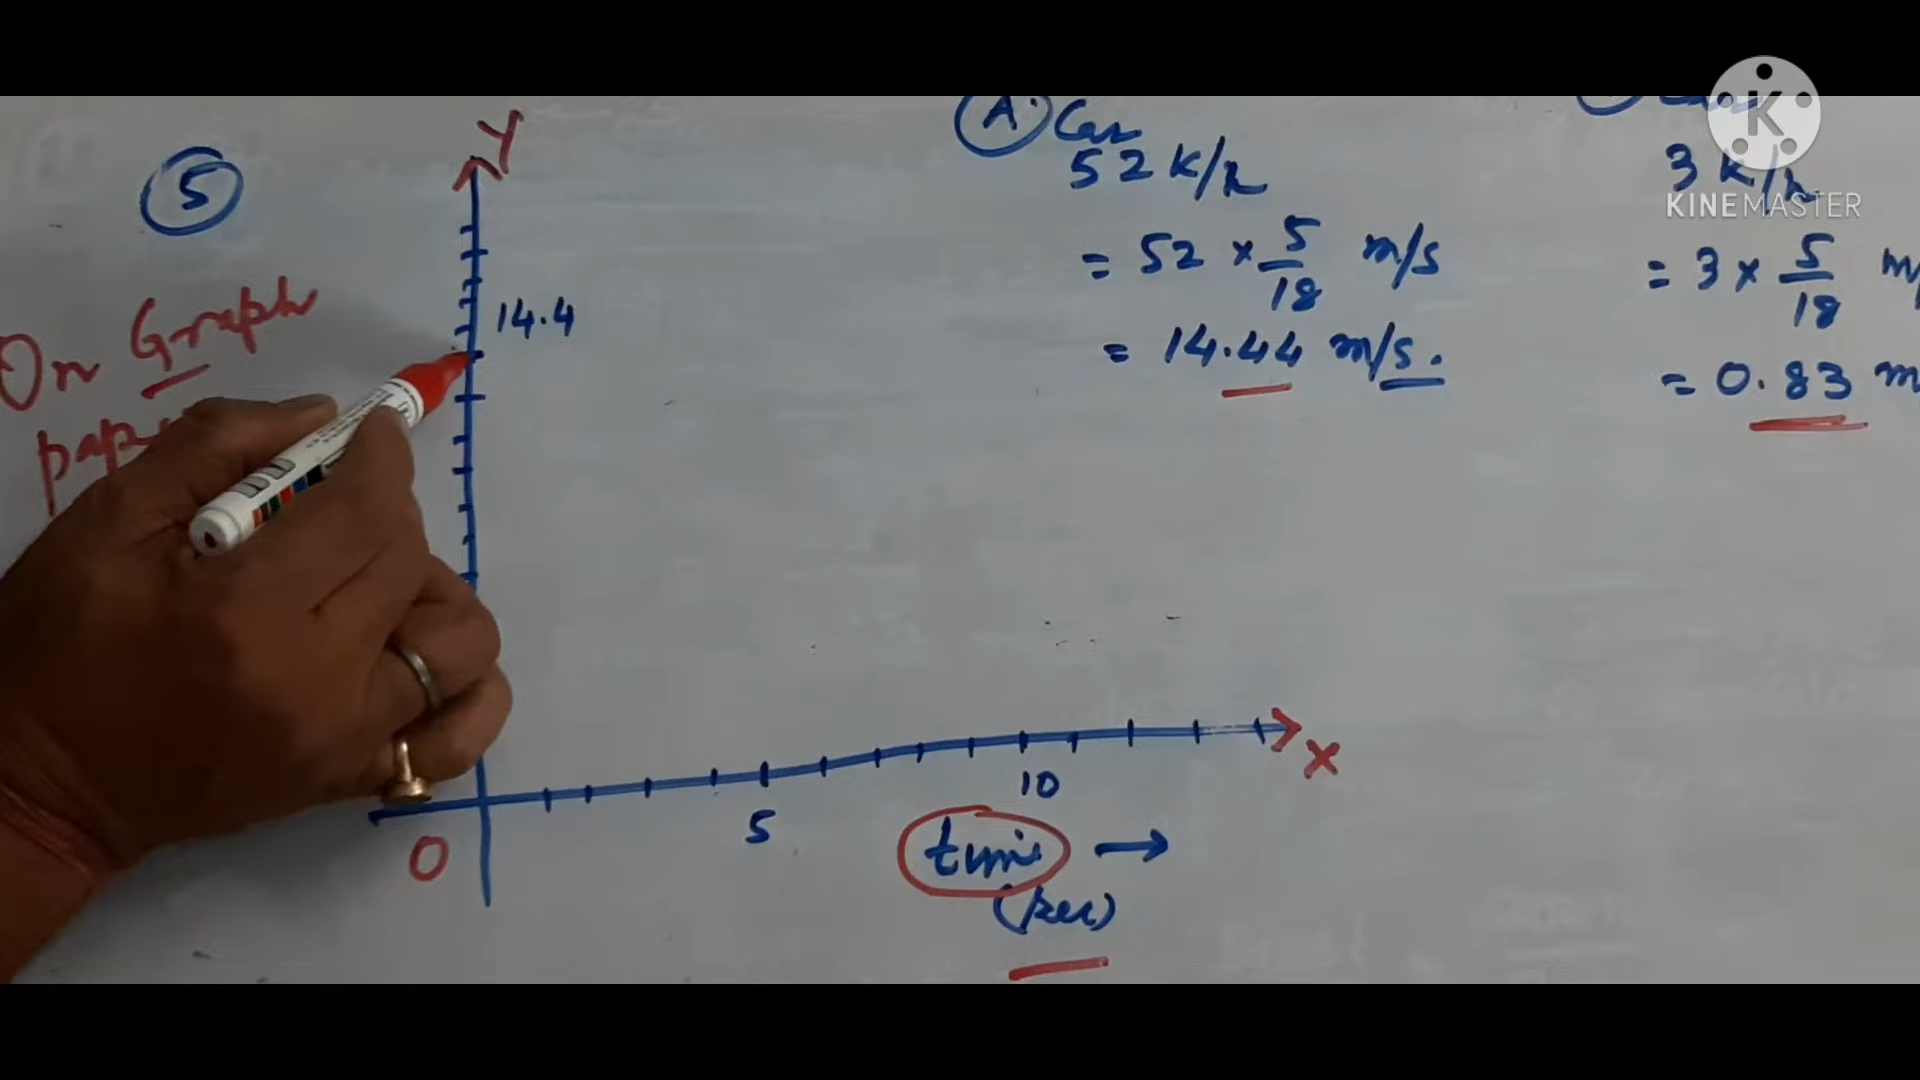 5
On Graph
Y
14.4
O
5
10
X
time →
(sec)
A Car
52 k/h
= 52 × 5/18 m/s
= 14.44 m/s.
3 k/h
= 3 × 5/18
= 0.83 m
K
KINEMASTER